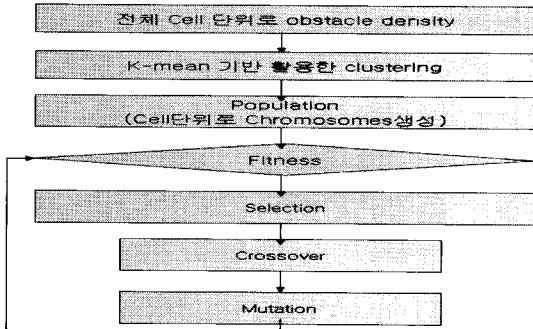 전체 Cell 단위로 obstacle density
K-mean 기반 활용한 clustering
Population
(Cell단위로 Chromosomes생성)
Fitness
Selection
Crossover
Mutation